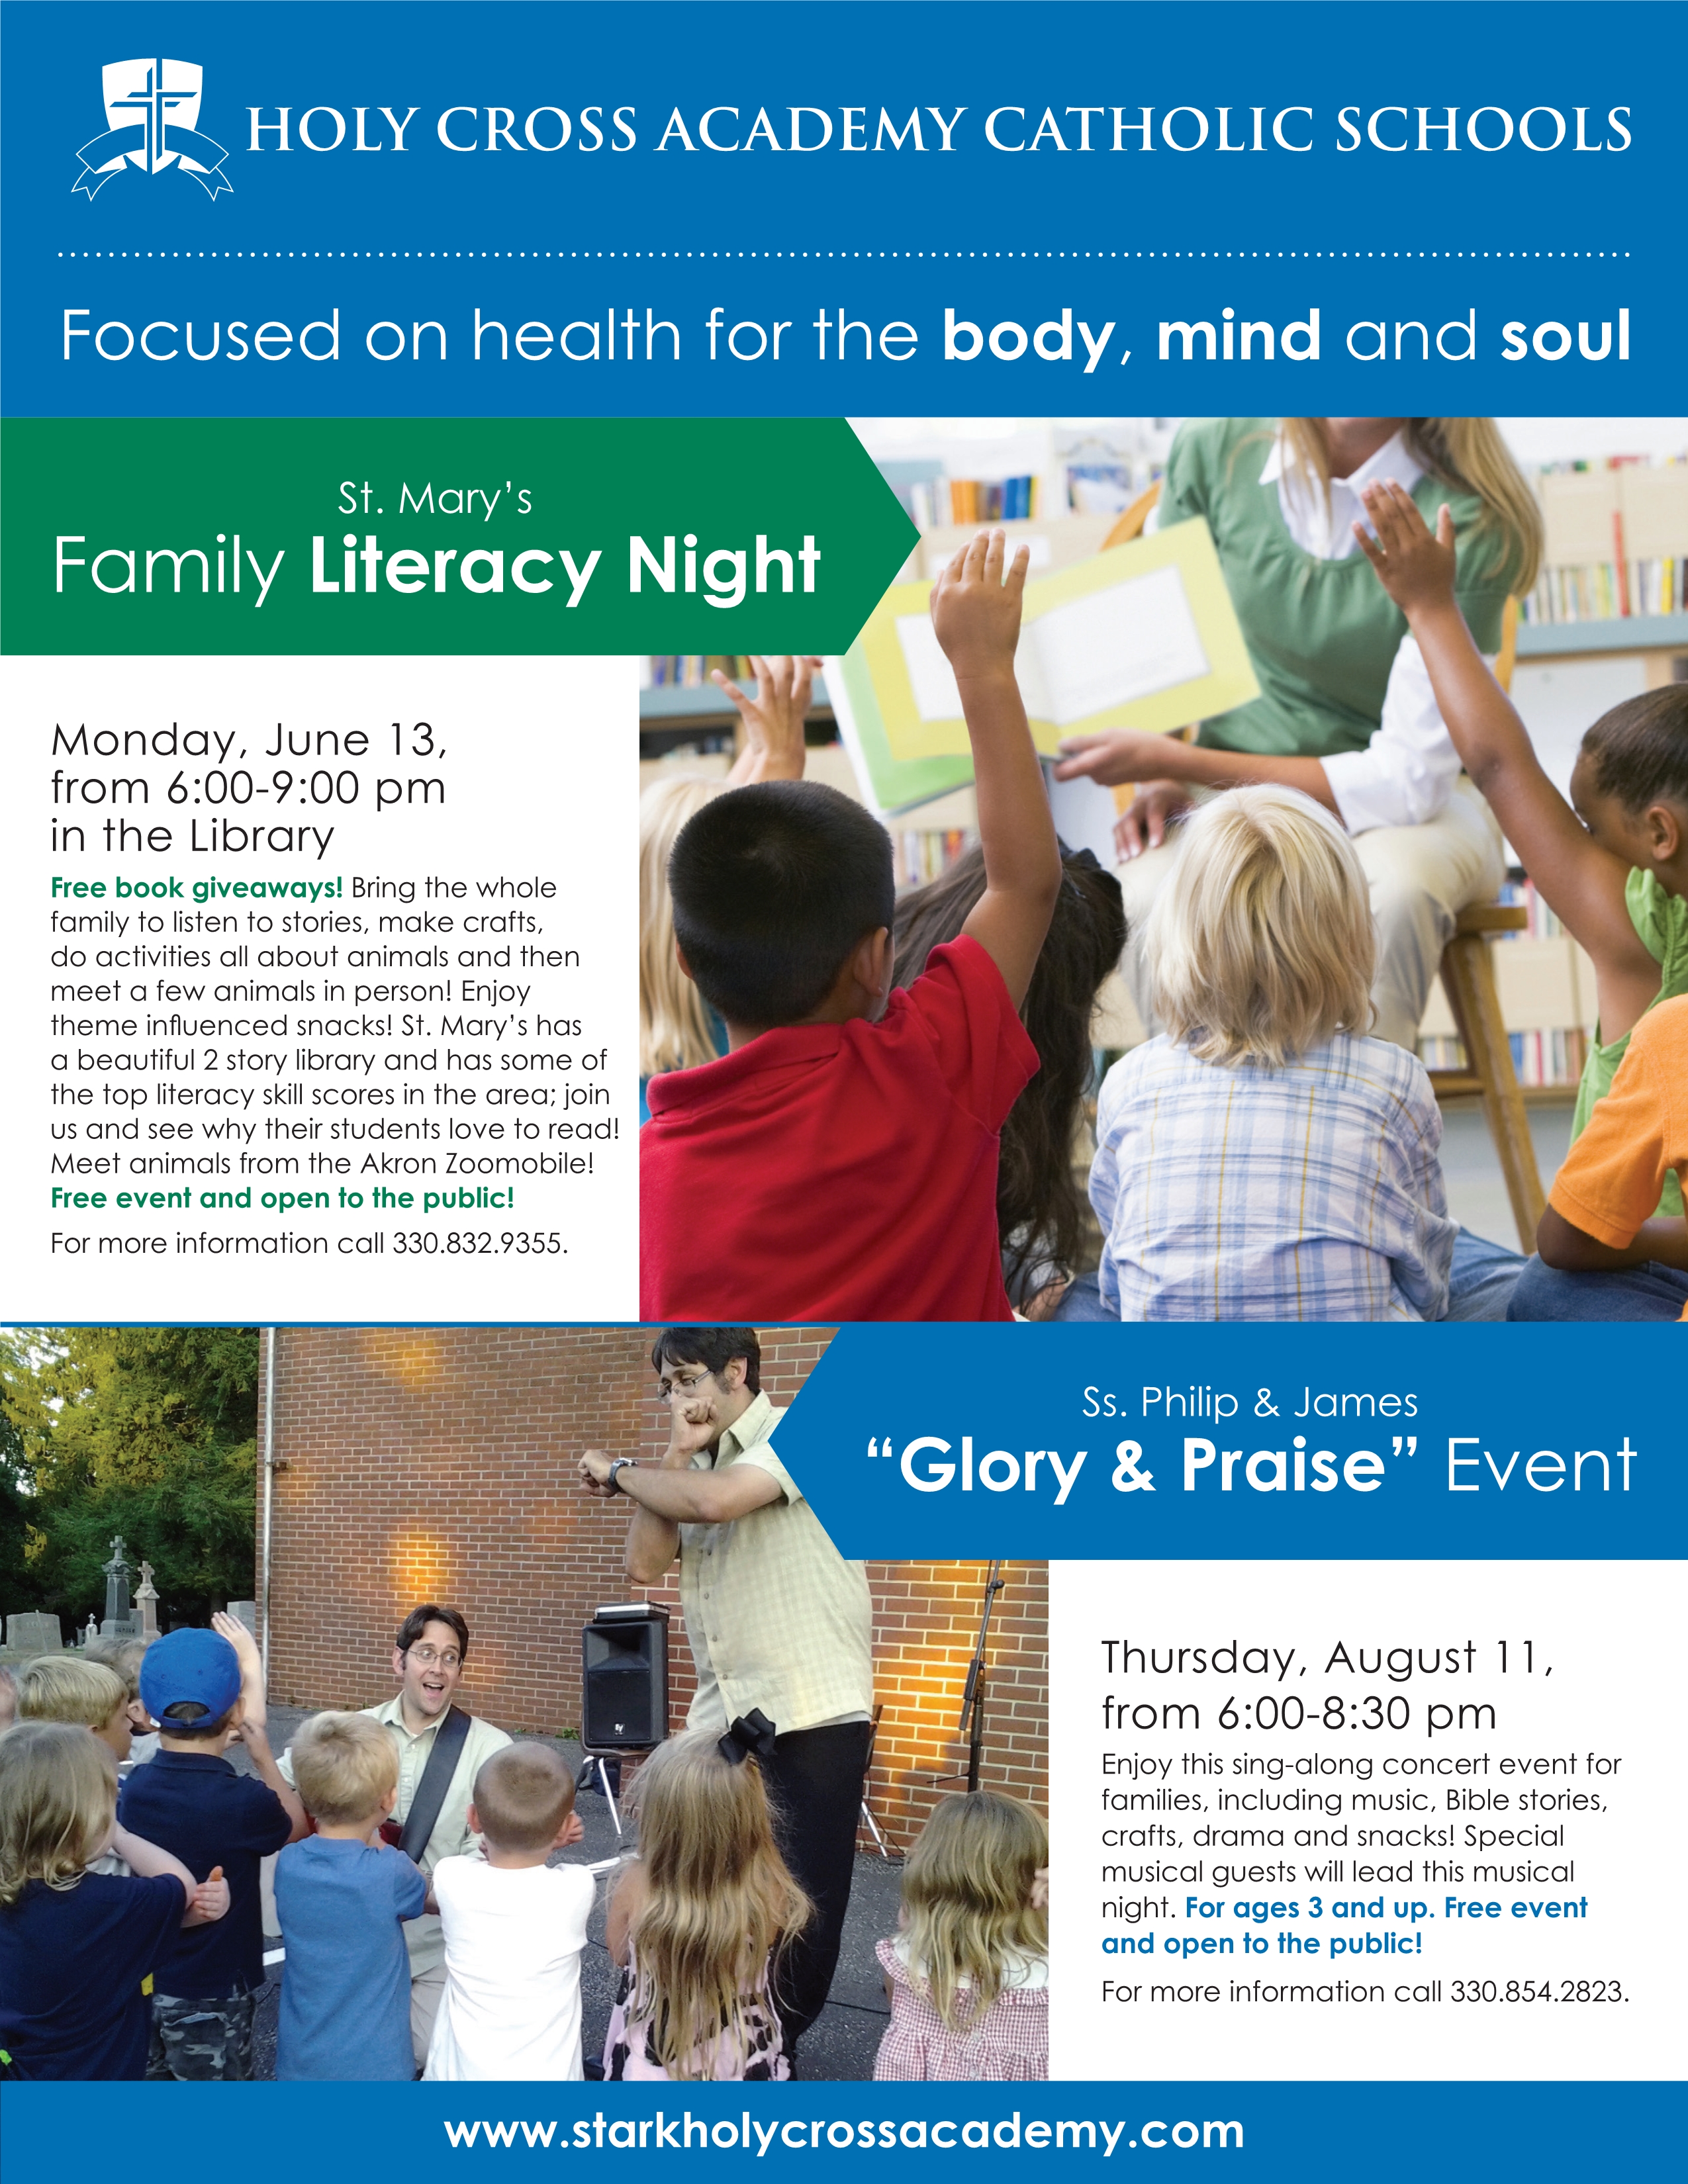 HOLY CROSS ACADEMY CATHOLIC SCHOOLS
Focused on health for the body, mind and soul
St. Mary’s
Family Literacy Night
Monday, June 13,
from 6:00-9:00 pm
in the Library
Free book giveaways! Bring the whole
family to listen to stories, make crafts,
do activities all about animals and then
meet a few animals in person! Enjoy
theme influenced snacks! St. Mary’s has
a beautiful 2 story library and has some of
the top literacy skill scores in the area; join
us and see why their students love to read!
Meet animals from the Akron Zoomobile!
Free event and open to the public!
For more information call 330.832.9355.
Ss. Philip & James
“Glory & Praise” Event
Thursday, August 11,
from 6:00-8:30 pm
Enjoy this sing-along concert event for
families, including music, Bible stories,
crafts, drama and snacks! Special
musical guests will lead this musical
night. For ages 3 and up. Free event
and open to the public!
For more information call 330.854.2823.
www.starkholycrossacademy.com